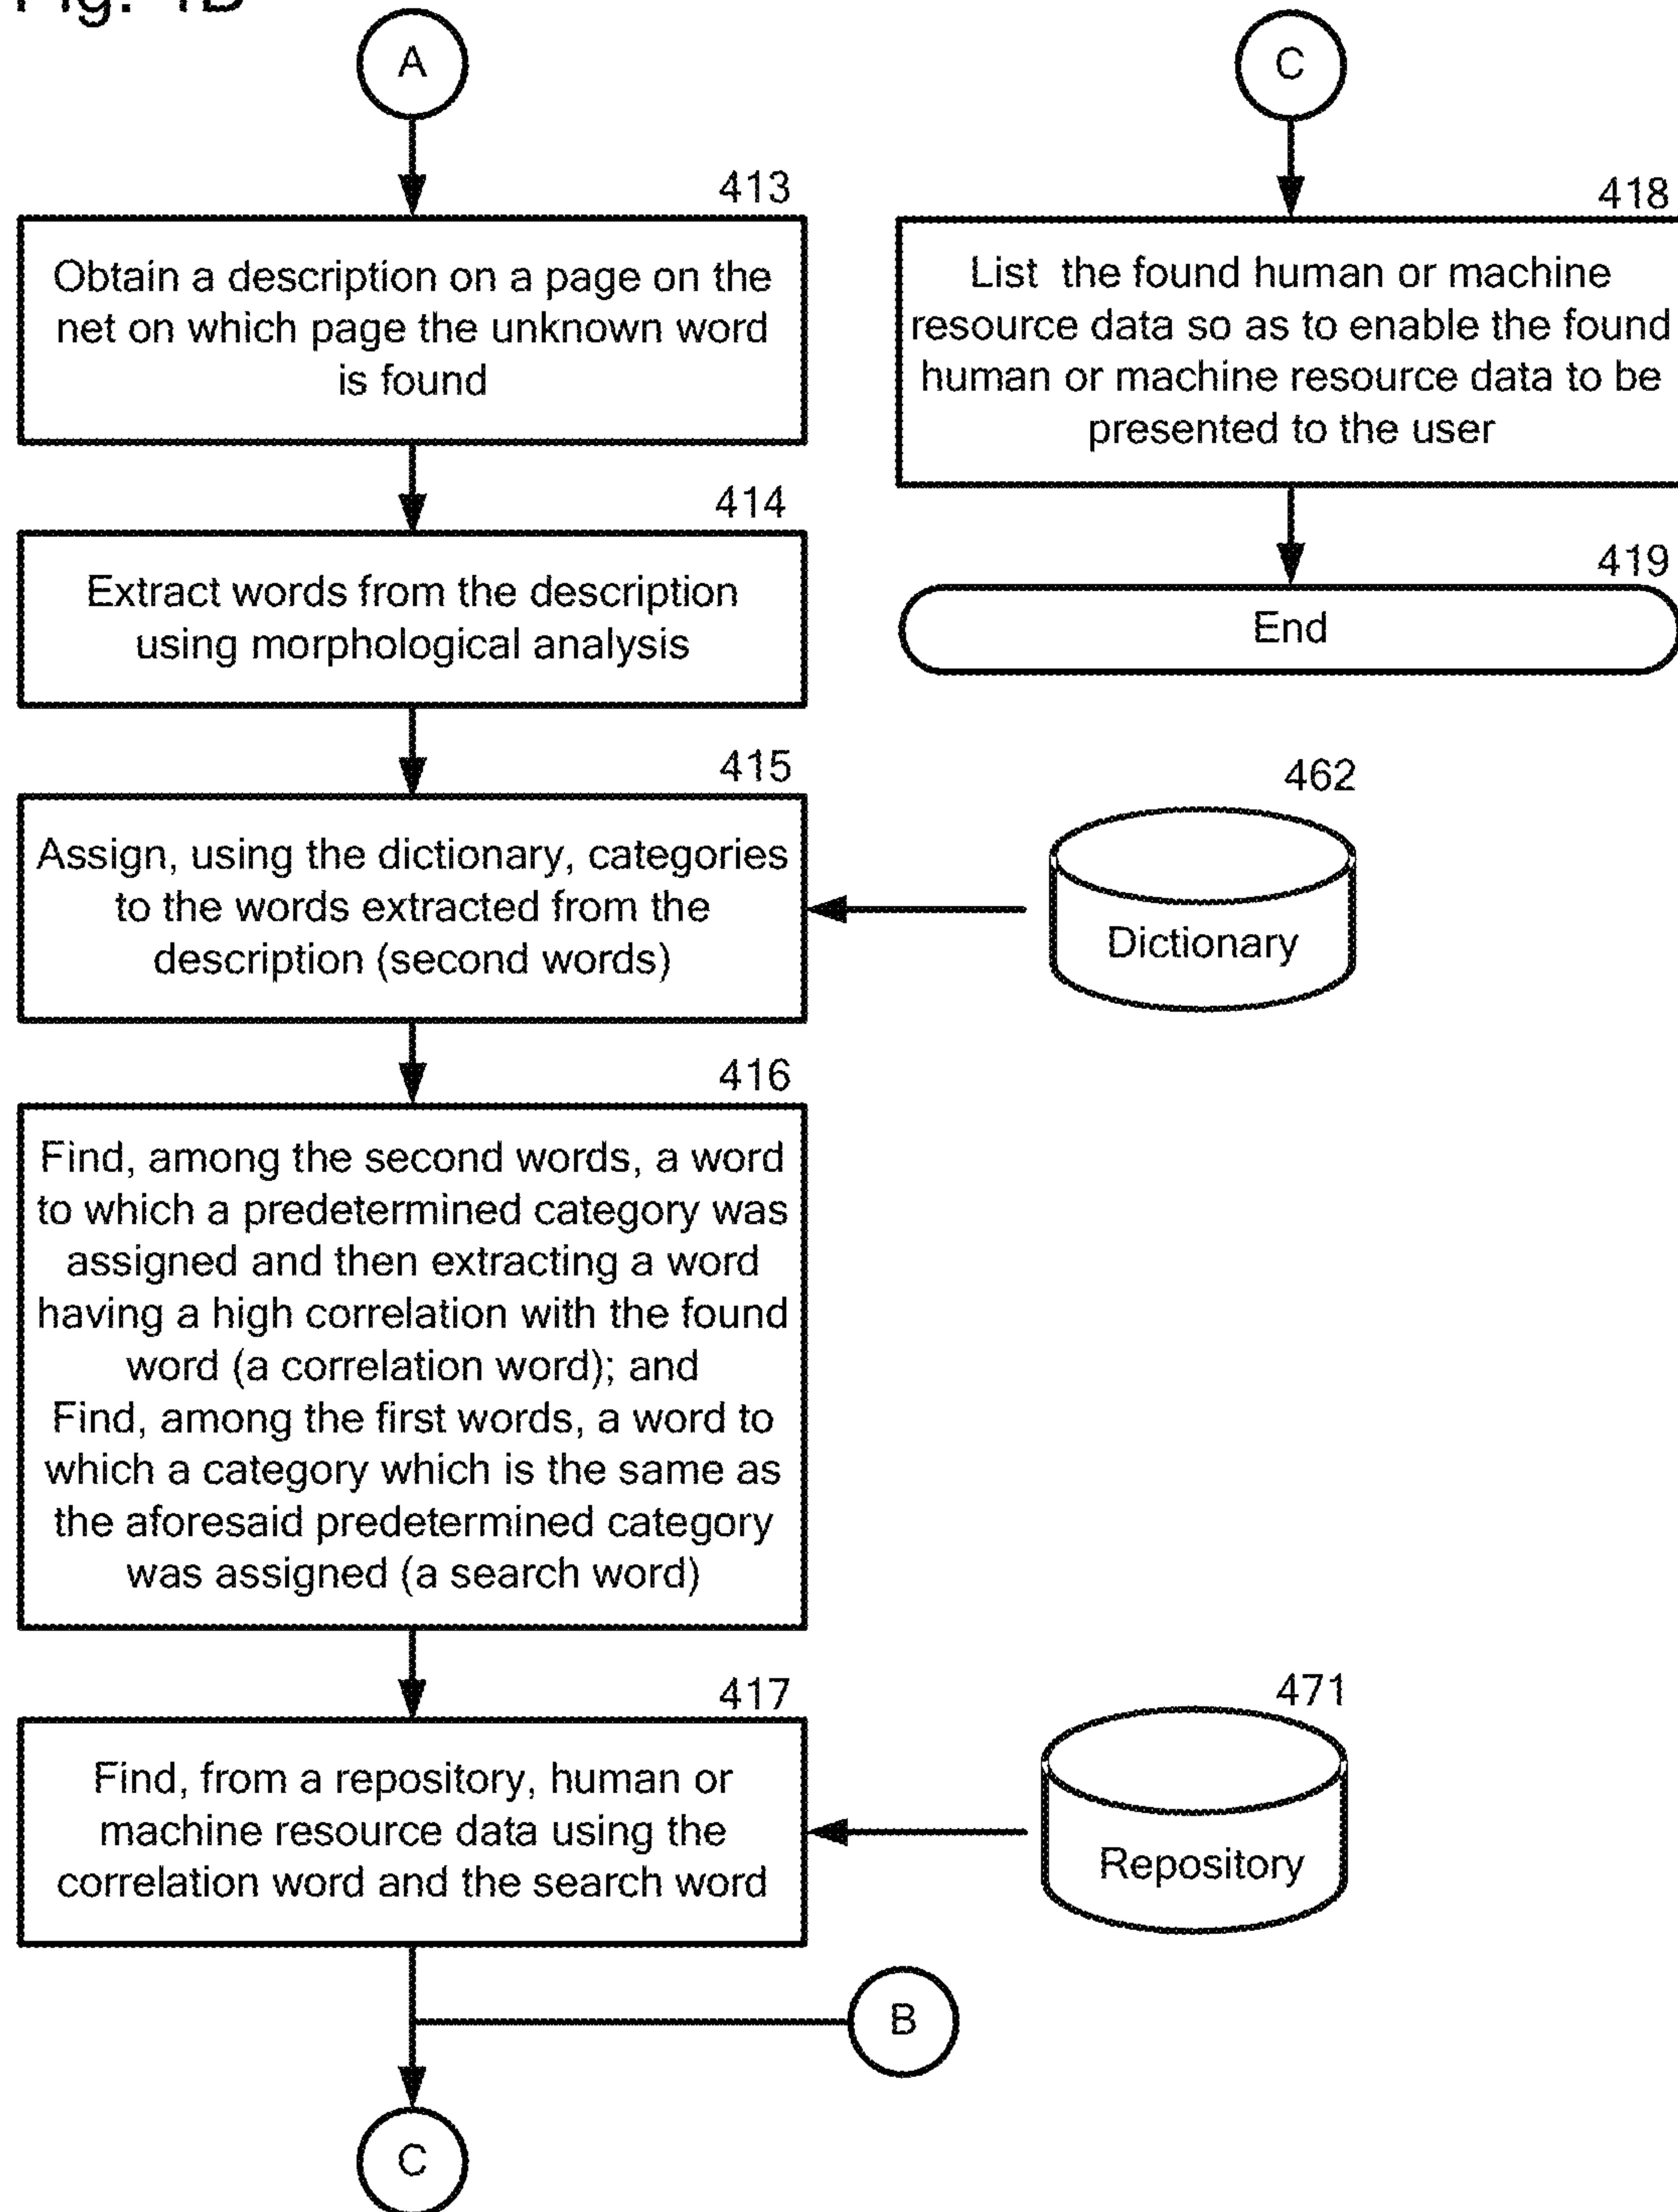 A
413
Obtain a description on a page on the
net on which page the unknown word
is found
414
Extract words from the description
using morphological analysis
415
Assign, using the dictionary, categories
to the words extracted from the
description (second words)
462
Dictionary
416
Find, among the second words, a word
to which a predetermined category was
assigned and then extracting a word
having a high correlation with the found
word (a correlation word); and
Find, among the first words, a word to
which a category which is the same as
the aforesaid predetermined category
was assigned (a search word)
417
Find, from a repository, human or
machine resource data using the
correlation word and the search word
471
Repository
B
C
C
418
List the found human or machine
resource data so as to enable the found
human or machine resource data to be
presented to the user
419
End